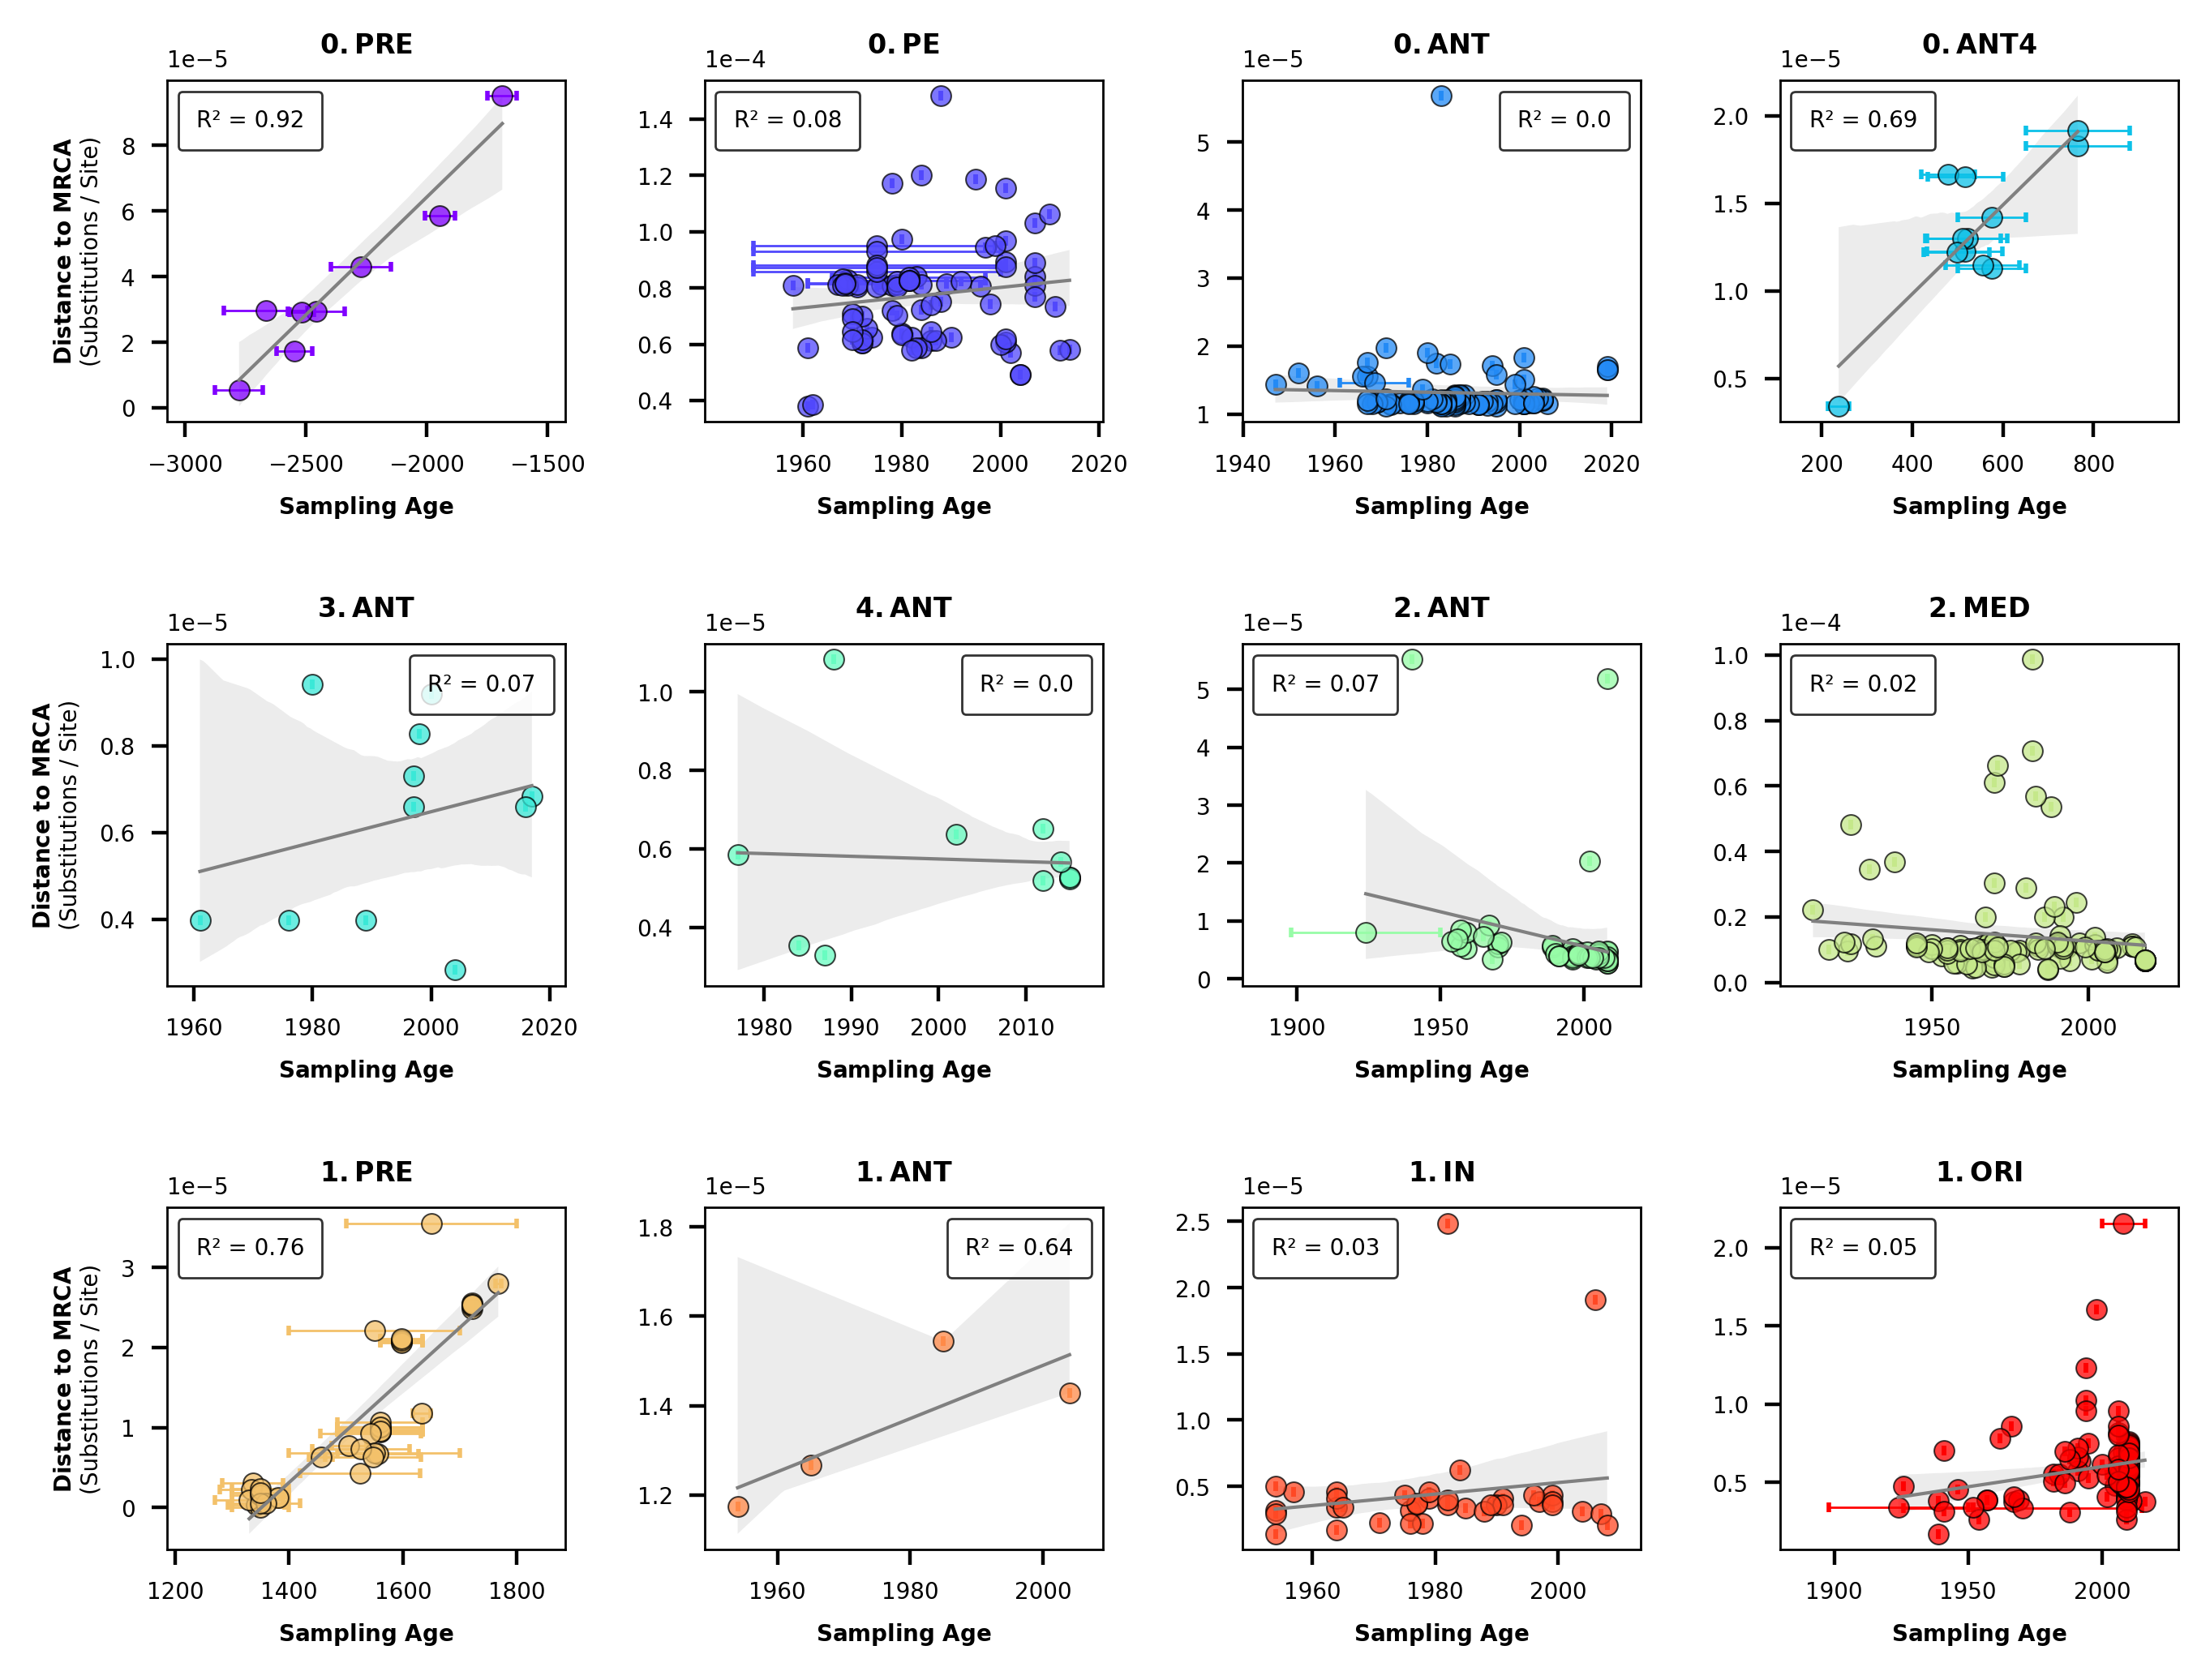 0. PRE
1e−5
R² = 0.92
Distance to MRCA
(Substitutions / Site)
8
6
4
2
0
−3000 −2500 −2000 −1500
Sampling Age
0. PE
1e−4
R² = 0.08
1.4
1.2
1.0
0.8
0.6
0.4
1960 1980 2000 2020
Sampling Age
0. ANT
1e−5
R² = 0.0
5
4
3
2
1
1940 1960 1980 2000 2020
Sampling Age
0. ANT4
1e−5
R² = 0.69
2.0
1.5
1.0
0.5
200 400 600 800
Sampling Age
3. ANT
1e−5
R² = 0.07
Distance to MRCA
(Substitutions / Site)
1.0
0.8
0.6
0.4
1960 1980 2000 2020
Sampling Age
4. ANT
1e−5
R² = 0.0
1.0
0.8
0.6
0.4
1980 1990 2000 2010
Sampling Age
2. ANT
1e−5
R² = 0.07
5
4
3
2
1
0
1900 1950 2000
Sampling Age
2. MED
1e−4
R² = 0.02
1.0
0.8
0.6
0.4
0.2
0.0
1950 2000
Sampling Age
1. PRE
1e−5
R² = 0.76
Distance to MRCA
(Substitutions / Site)
3
2
1
0
1200 1400 1600 1800
Sampling Age
1. ANT
1e−5
R² = 0.64
1.8
1.6
1.4
1.2
1960 1980 2000
Sampling Age
1. IN
1e−5
R² = 0.03
2.5
2.0
1.5
1.0
0.5
1960 1980 2000
Sampling Age
1. ORI
1e−5
R² = 0.05
2.0
1.5
1.0
0.5
1900 1950 2000
Sampling Age